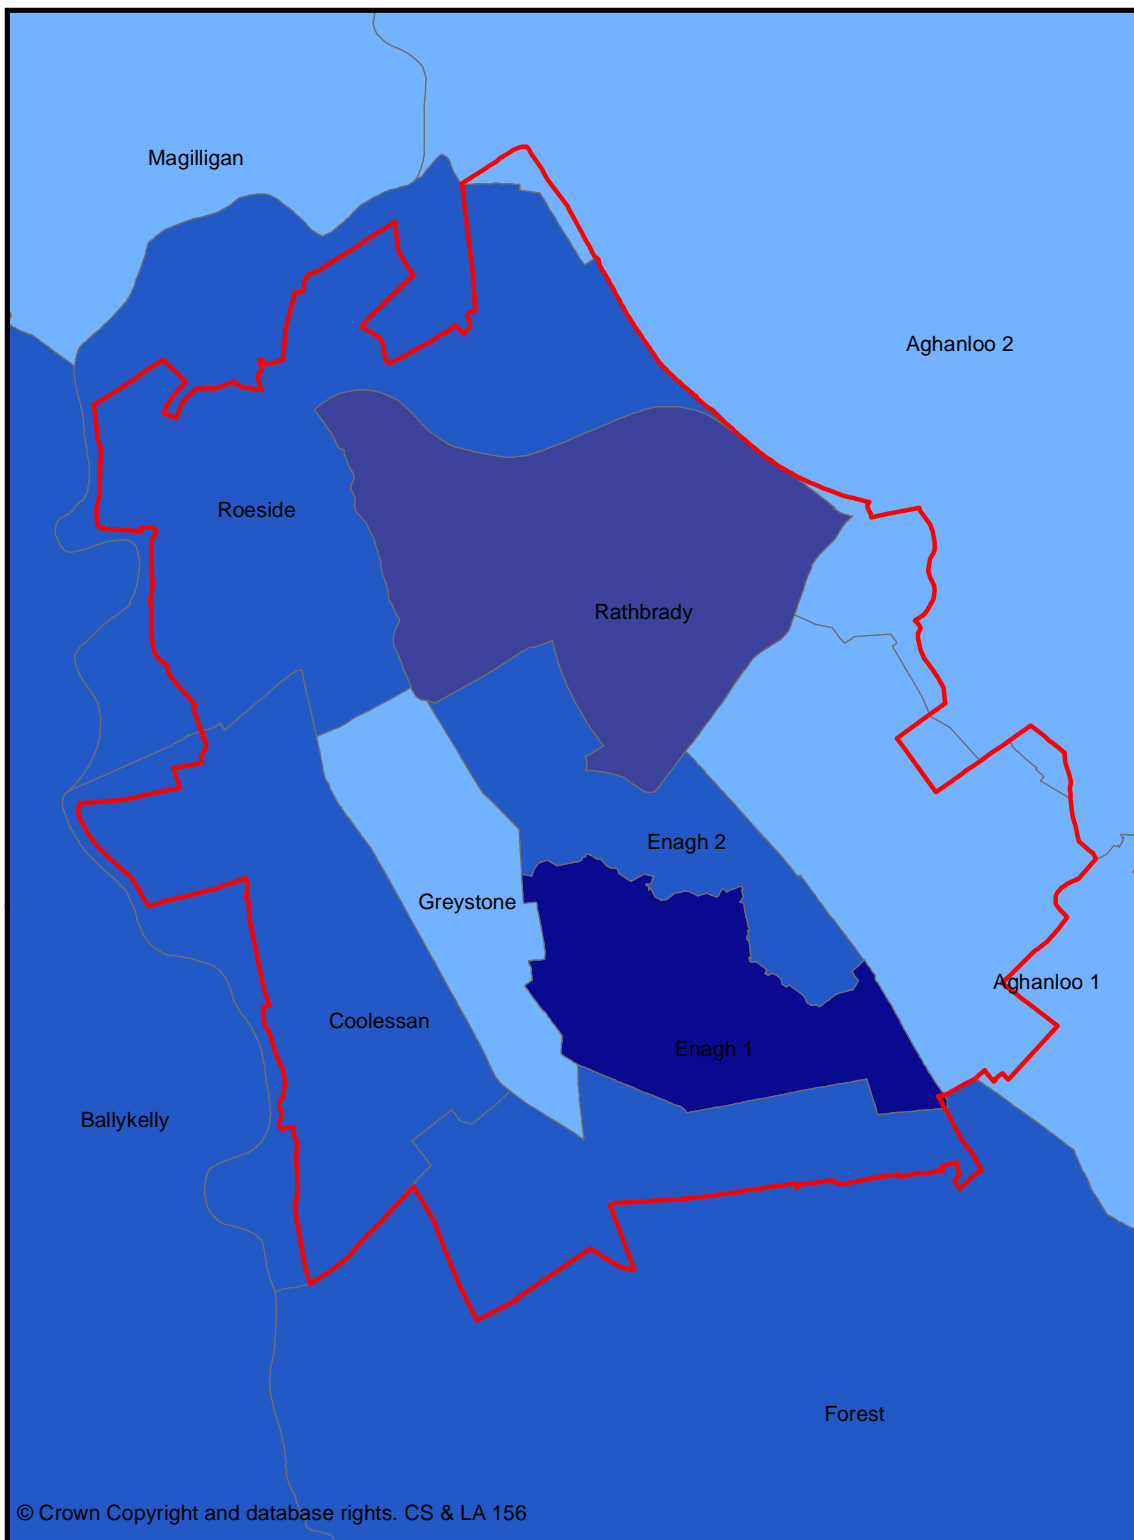 Magilligan
Aghanloo 2
Roeside
Rathbrady
Enagh 2
Greystone
Aghanloo 1
Coolessan
Enagh 1
Ballykelly
Forest
© Crown Copyright and database rights. CS & LA 156